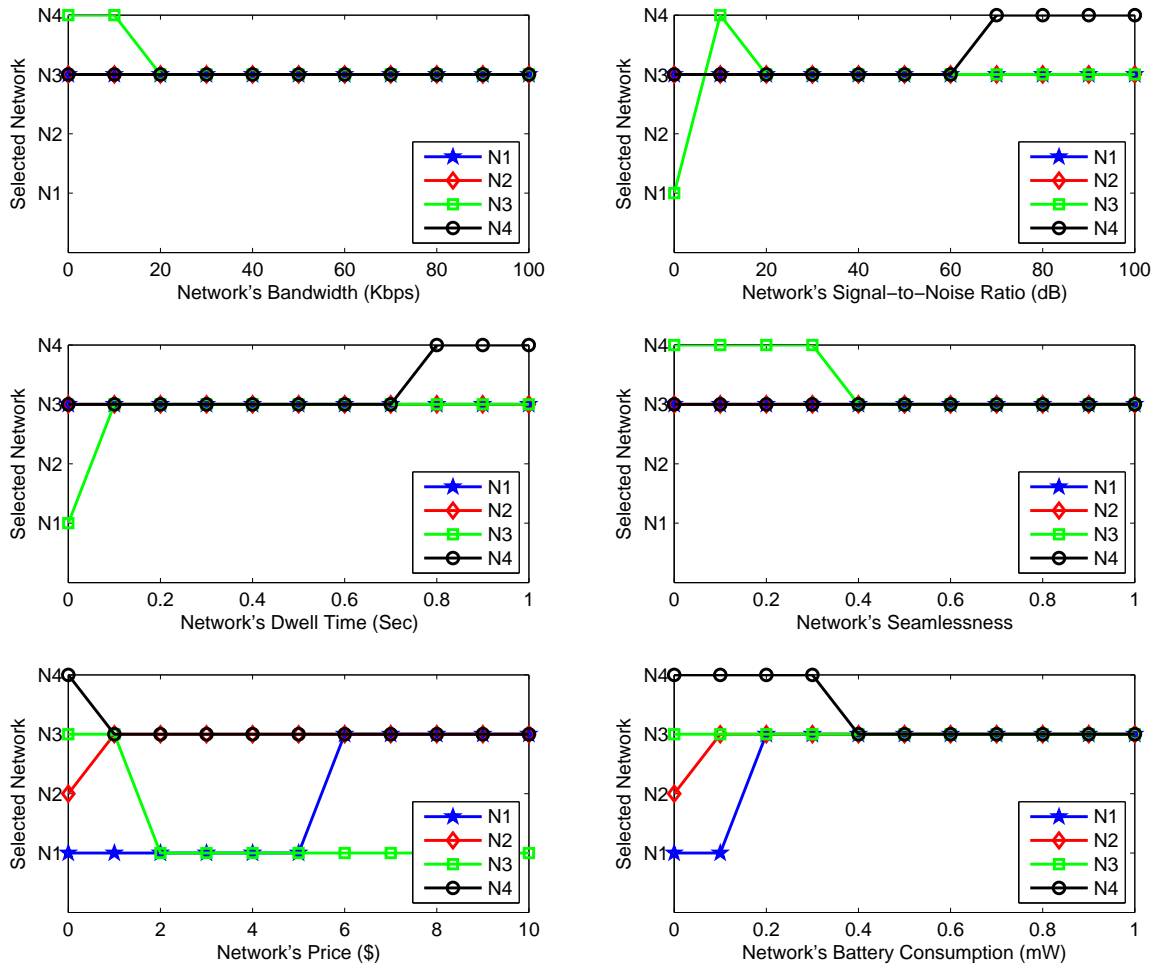 Selected Network
N4
N3
N2
N1
N1
N2
N3
N4
0 20 40 60 80 100
Network's Bandwidth (Kbps)
Selected Network
N4
N3
N2
N1
N1
N2
N3
N4
0 20 40 60 80 100
Network's Signal−to−Noise Ratio (dB)
Selected Network
N4
N3
N2
N1
N1
N2
N3
N4
0 0.2 0.4 0.6 0.8 1
Network's Dwell Time (Sec)
Selected Network
N4
N3
N2
N1
N1
N2
N3
N4
0 0.2 0.4 0.6 0.8 1
Network's Seamlessness
Selected Network
N4
N3
N2
N1
N1
N2
N3
N4
0 2 4 6 8 10
Network's Price ($)
Selected Network
N4
N3
N2
N1
N1
N2
N3
N4
0 0.2 0.4 0.6 0.8 1
Network's Battery Consumption (mW)